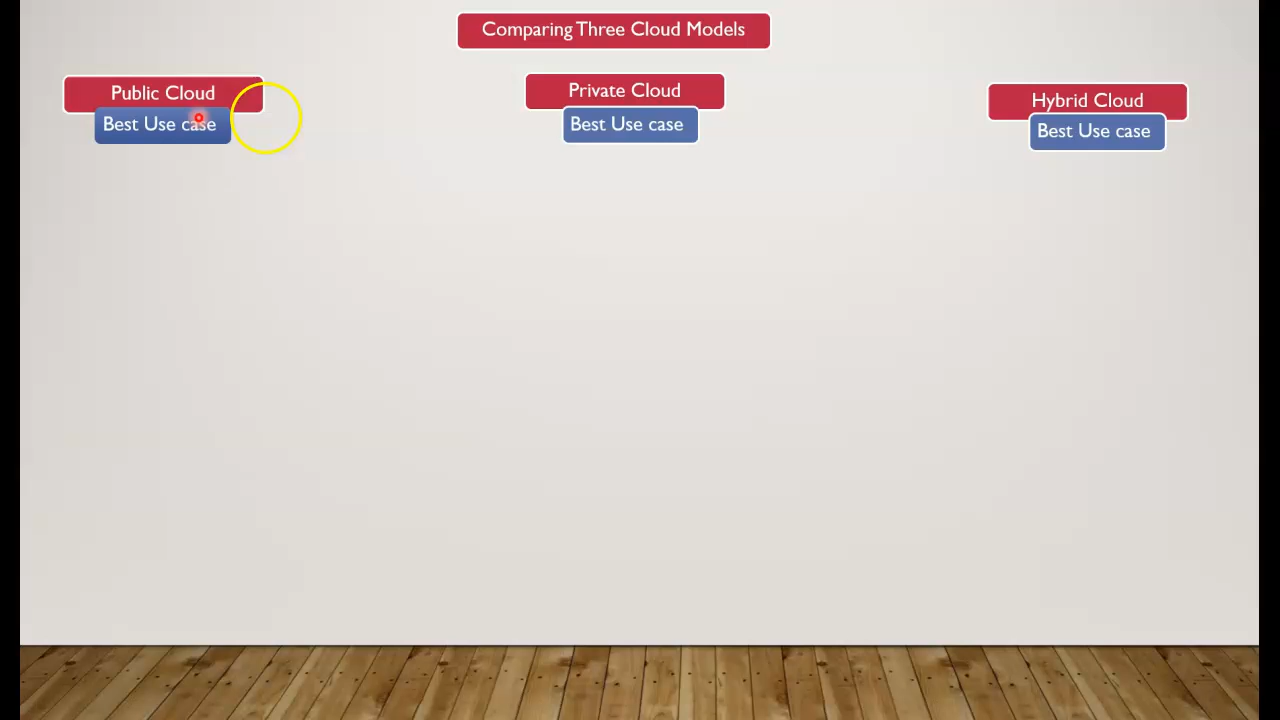 Comparing Three Cloud Models
Public Cloud
Best Use case
Private Cloud
Best Use case
Hybrid Cloud
Best Use case